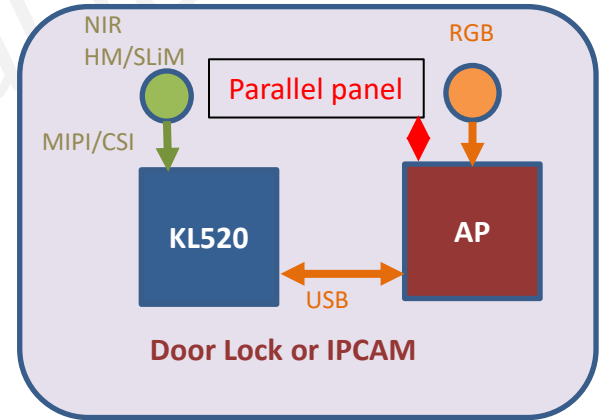 NIR
HM/SLiM
RGB
Parallel panel
MIPI/CSI
KL520
AP
USB
Door Lock or IPCAM